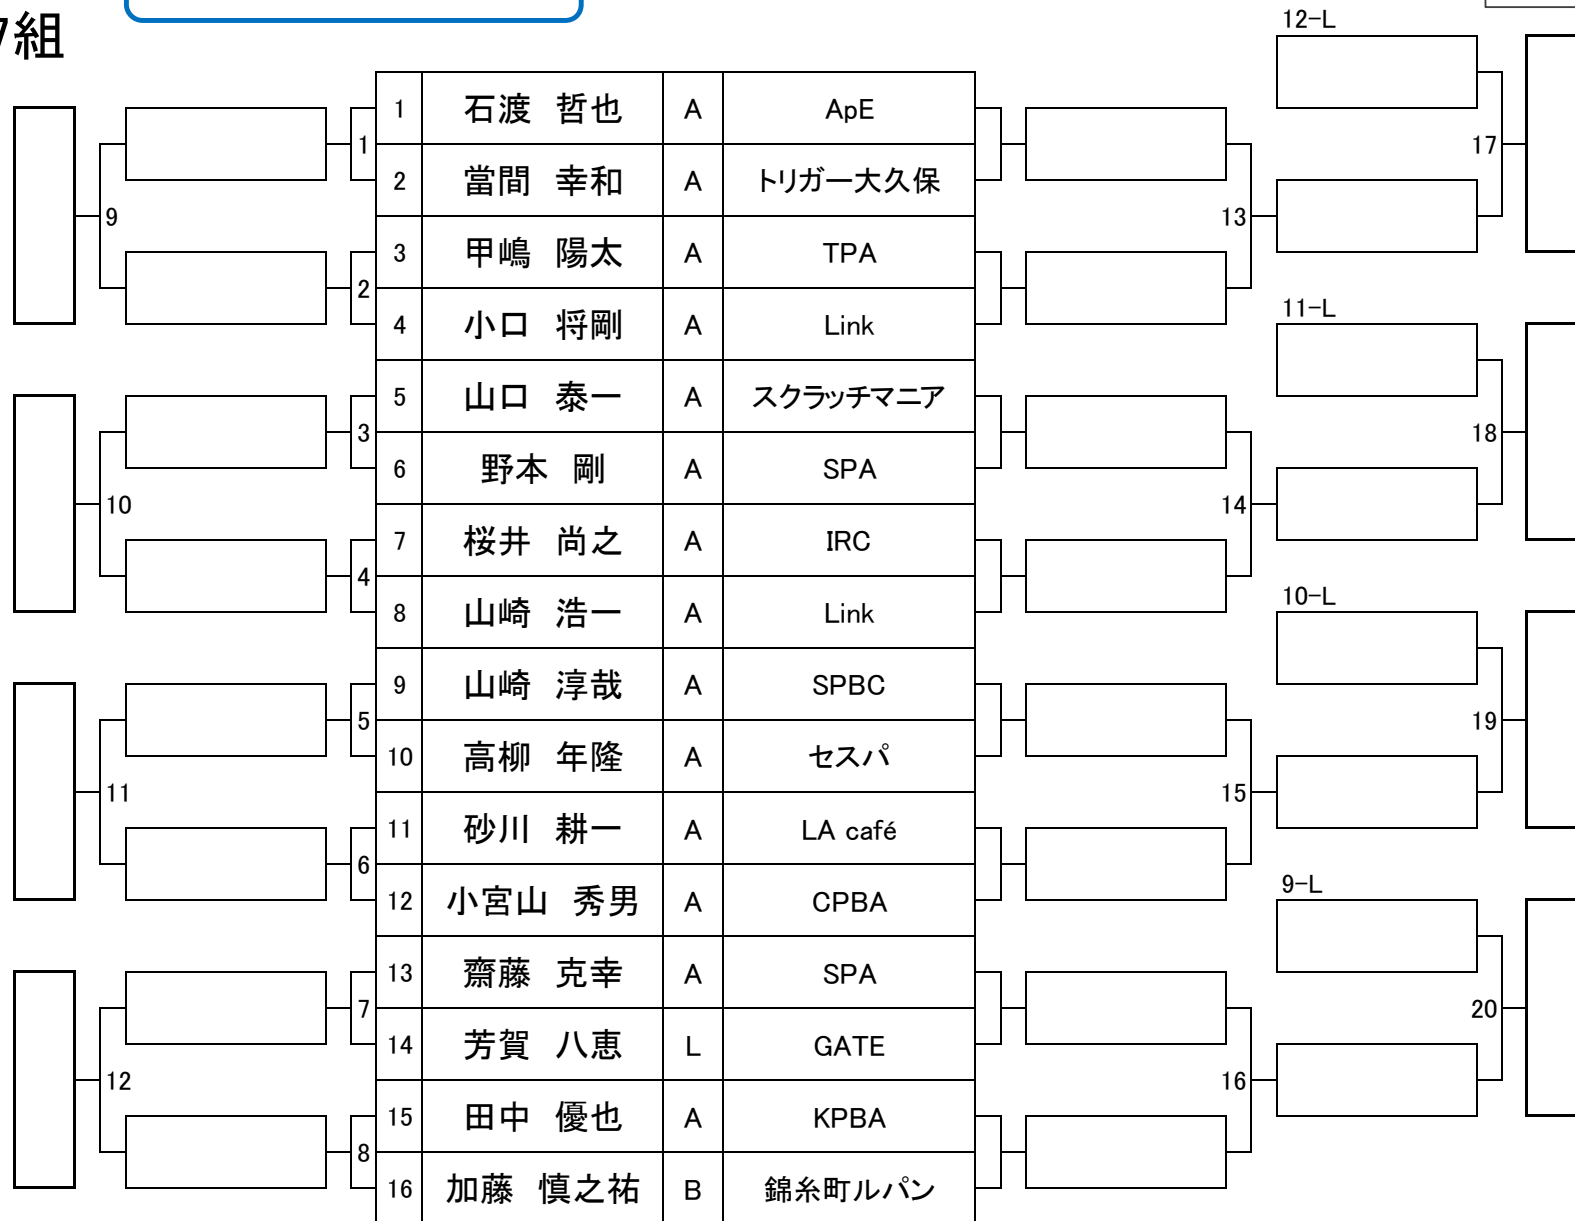 組
12-L
1 石渡 哲也 A ApE
1
17
2 當間 幸和 A トリガー大久保
9
13
3 甲嶋 陽太 A TPA
2
11-L
4 小口 将剛 A Link
5 山口 泰一 A スクラッチマニア
3
18
6 野本 剛 A SPA
10
14
7 桜井 尚之 A IRC
4
10-L
8 山崎 浩一 A Link
9 山崎 淳哉 A SPBC
5
19
10 高柳 年隆 A セスパ
11
15
11 砂川 耕一 A LA café
6
9-L
12 小宮山 秀男 A CPBA
13 齋藤 克幸 A SPA
7
20
14 芳賀 八恵 L GATE
12
16
15 田中 優也 A KPBA
8
16 加藤 慎之祐 B 錦糸町ルパン